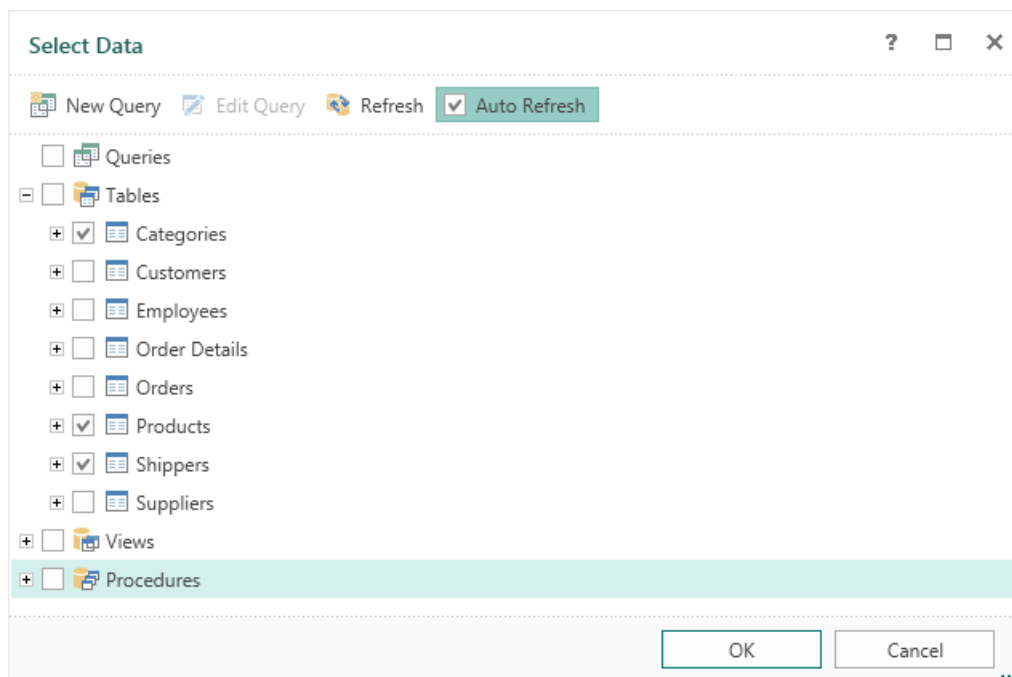 Select Data ?
New Query Edit Query Refresh Auto Refresh
Queries
Tables
Categories
Customers
Employees
Order Details
Orders
Products
Shippers
Suppliers
Views
Procedures
OK Cancel